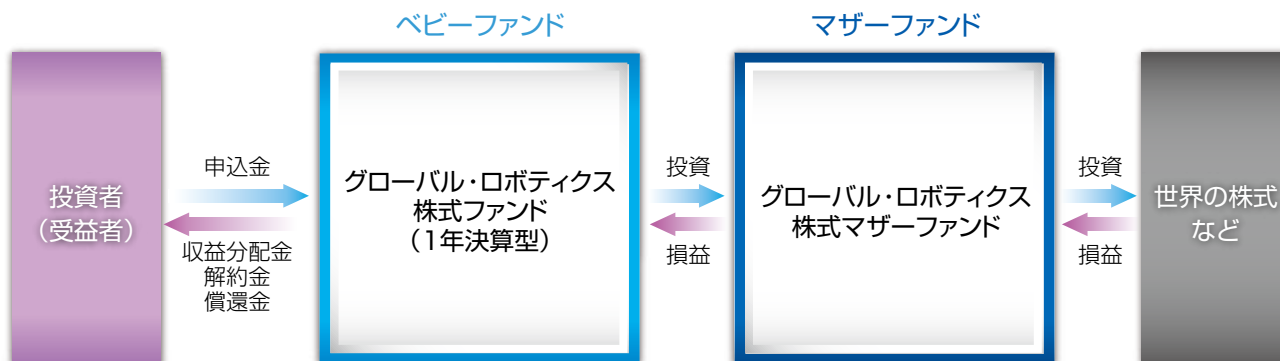 ベビーファンド
マザーファンド
投資者
（受益者）
申込金
収益分配金
解約金
償還金
グローバル・ロボティクス
株式ファンド
（1年決算型）
投資
損益
グローバル・ロボティクス
株式マザーファンド
投資
損益
世界の株式
など